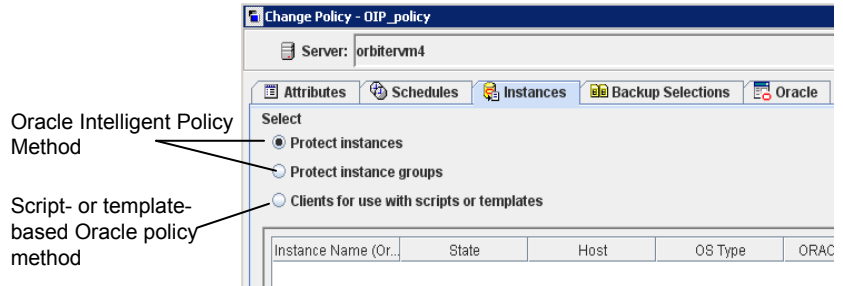 Change Policy - OIP_policy
Server: orbitervm4
Attributes Schedules Instances Backup Selections Oracle
Select
Oracle Intelligent Policy
Method
Protect instances
Protect instance groups
Script- or template-
based Oracle policy
method
Clients for use with scripts or templates
Instance Name (Or... State Host OS Type ORAC